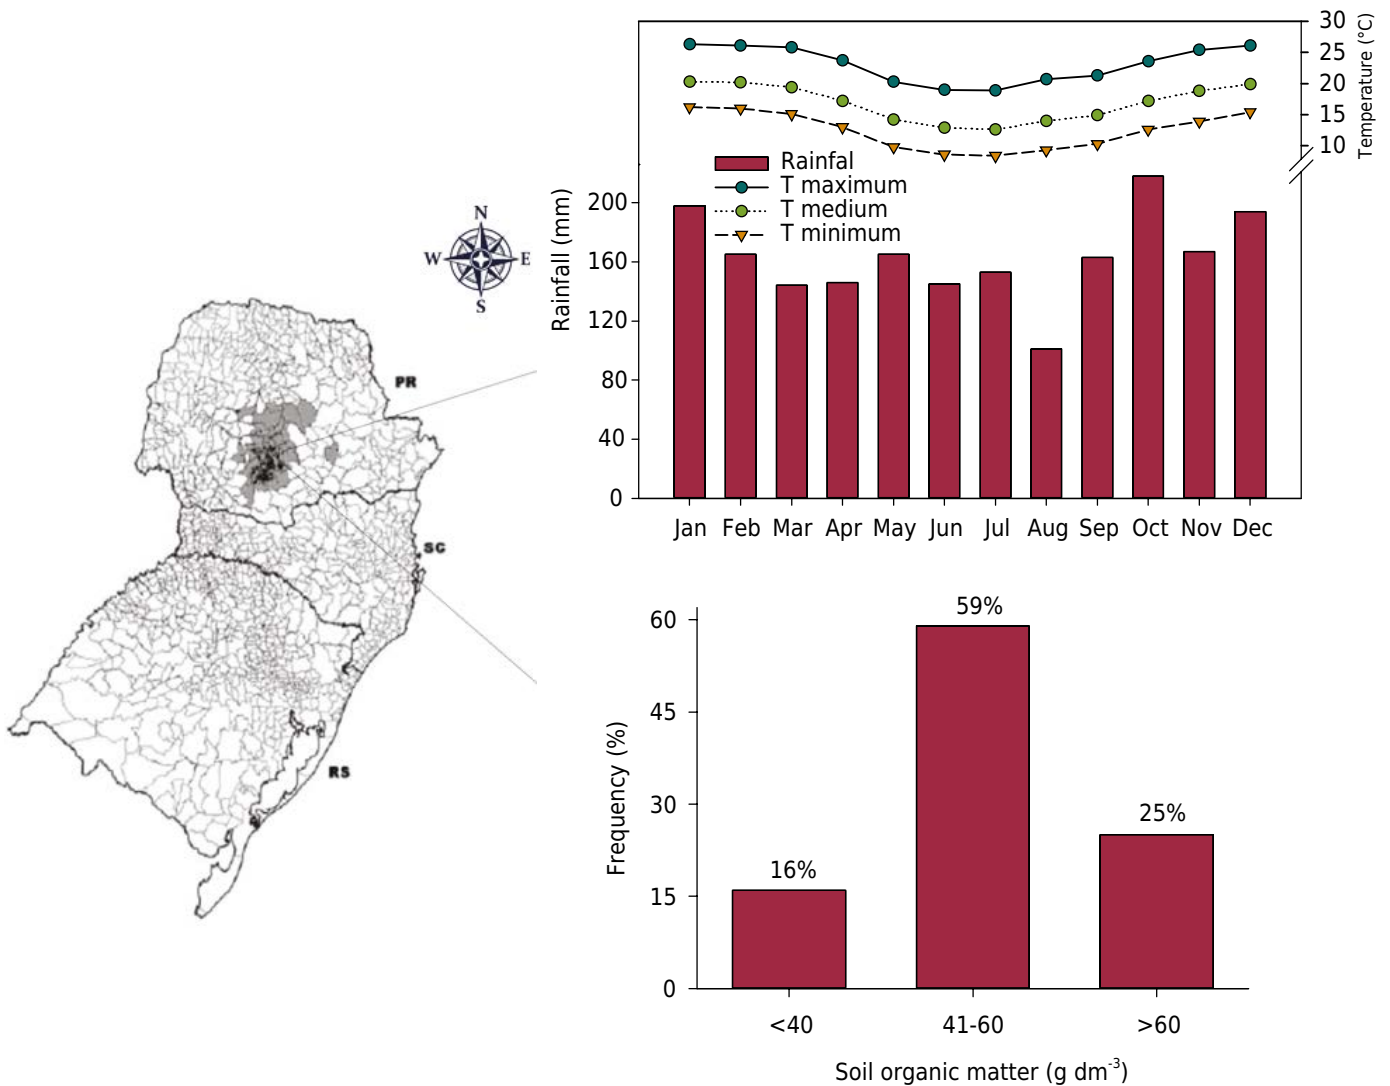 N
W E
S
PR
SC
RS
30
25
20
15
10
Temperature (°C)
Rainfal
T maximum
T medium
T minimum
Rainfall (mm)
200
160
120
80
40
0
Jan Feb Mar Apr May Jun Jul Aug Sep Oct Nov Dec
59%
25%
16%
Frequency (%)
60
45
30
15
0
<40 41-60 >60
Soil organic matter (g dm-3)